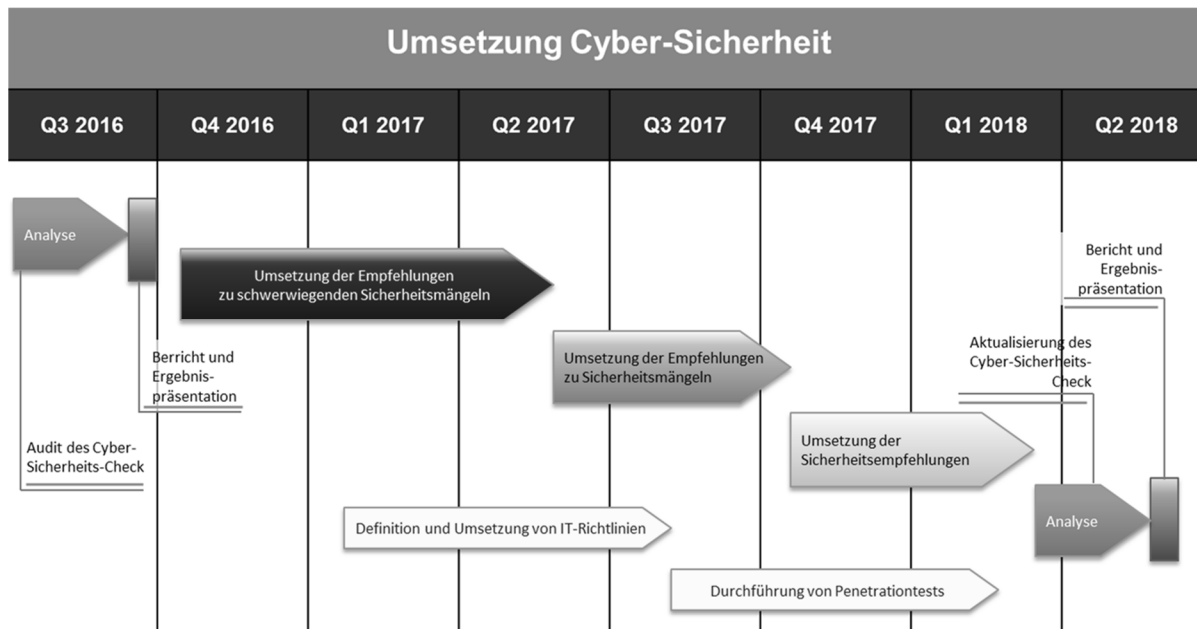 Umsetzung Cyber-Sicherheit
Q3 2016
Q4 2016
Q1 2017
Q2 2017
Q3 2017
Q4 2017
Q1 2018
Q2 2018
Analyse
Umsetzung der Empfehlungen
zu schwerwiegenden Sicherheitsmängeln
Bericht und
Ergebnis-
präsentation
Berricht und
Ergebnis-
präsentation
Umsetzung der Empfehlungen
zu Sicherheitsmängeln
Aktualisierung des
Cyber-Sicherheits-
Check
Audit des Cyber-
Sicherheits-Check
Umsetzung der
Sicherheitsempfehlungen
Definition und Umsetzung von IT-Richtlinien
Analyse
Durchführung von Penetrationtests